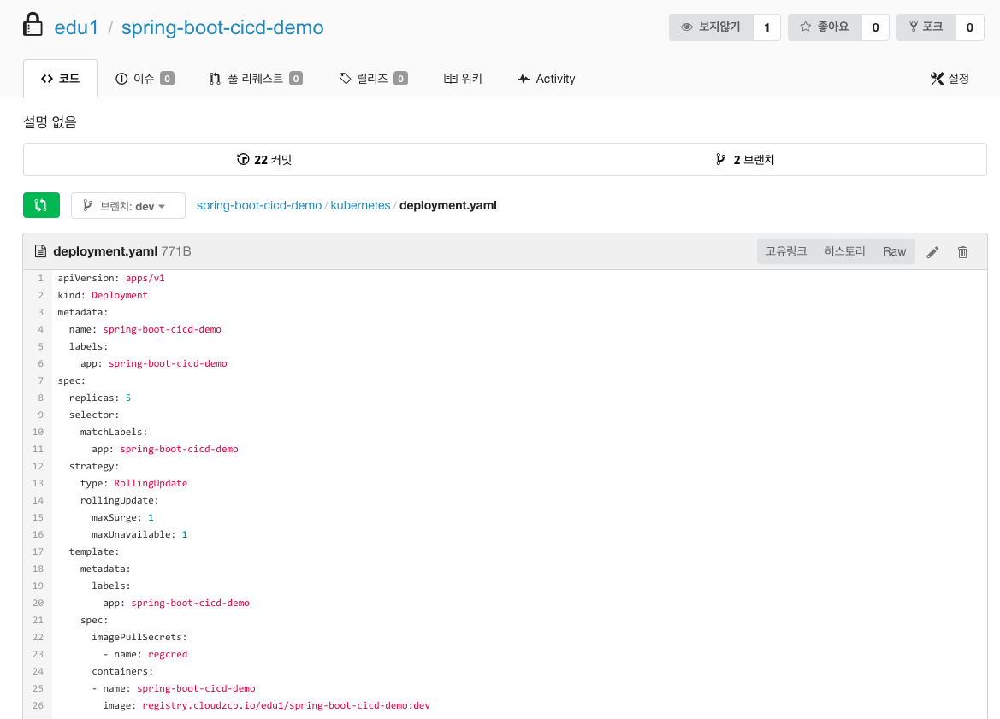 edu1 / spring-boot-cicd-demo
보지않기 1 좋아요 0 포크 0
코드 이슈 0 풀 리퀘스트 0 릴리즈 0 위키 Activity 설정
설명 없음
22 커밋 2 브랜치
브렌치: dev spring-boot-cicd-demo / kubernetes / deployment.yaml
deployment.yaml 771B 고유링크 히스토리 Raw
1 apiVersion: apps/v1
2 kind: Deployment
3 metadata:
4   name: spring-boot-cicd-demo
5   labels:
6     app: spring-boot-cicd-demo
7 spec:
8   replicas: 5
9   selector:
10     matchLabels:
11       app: spring-boot-cicd-demo
12   strategy:
13     type: RollingUpdate
14     rollingUpdate:
15       maxSurge: 1
16       maxUnavailable: 1
17   template:
18     metadata:
19       labels:
20         app: spring-boot-cicd-demo
21     spec:
22       imagePullSecrets:
23         - name: regcred
24       containers:
25       - name: spring-boot-cicd-demo
26         image: registry.cloudzcp.io/edu1/spring-boot-cicd-demo:dev